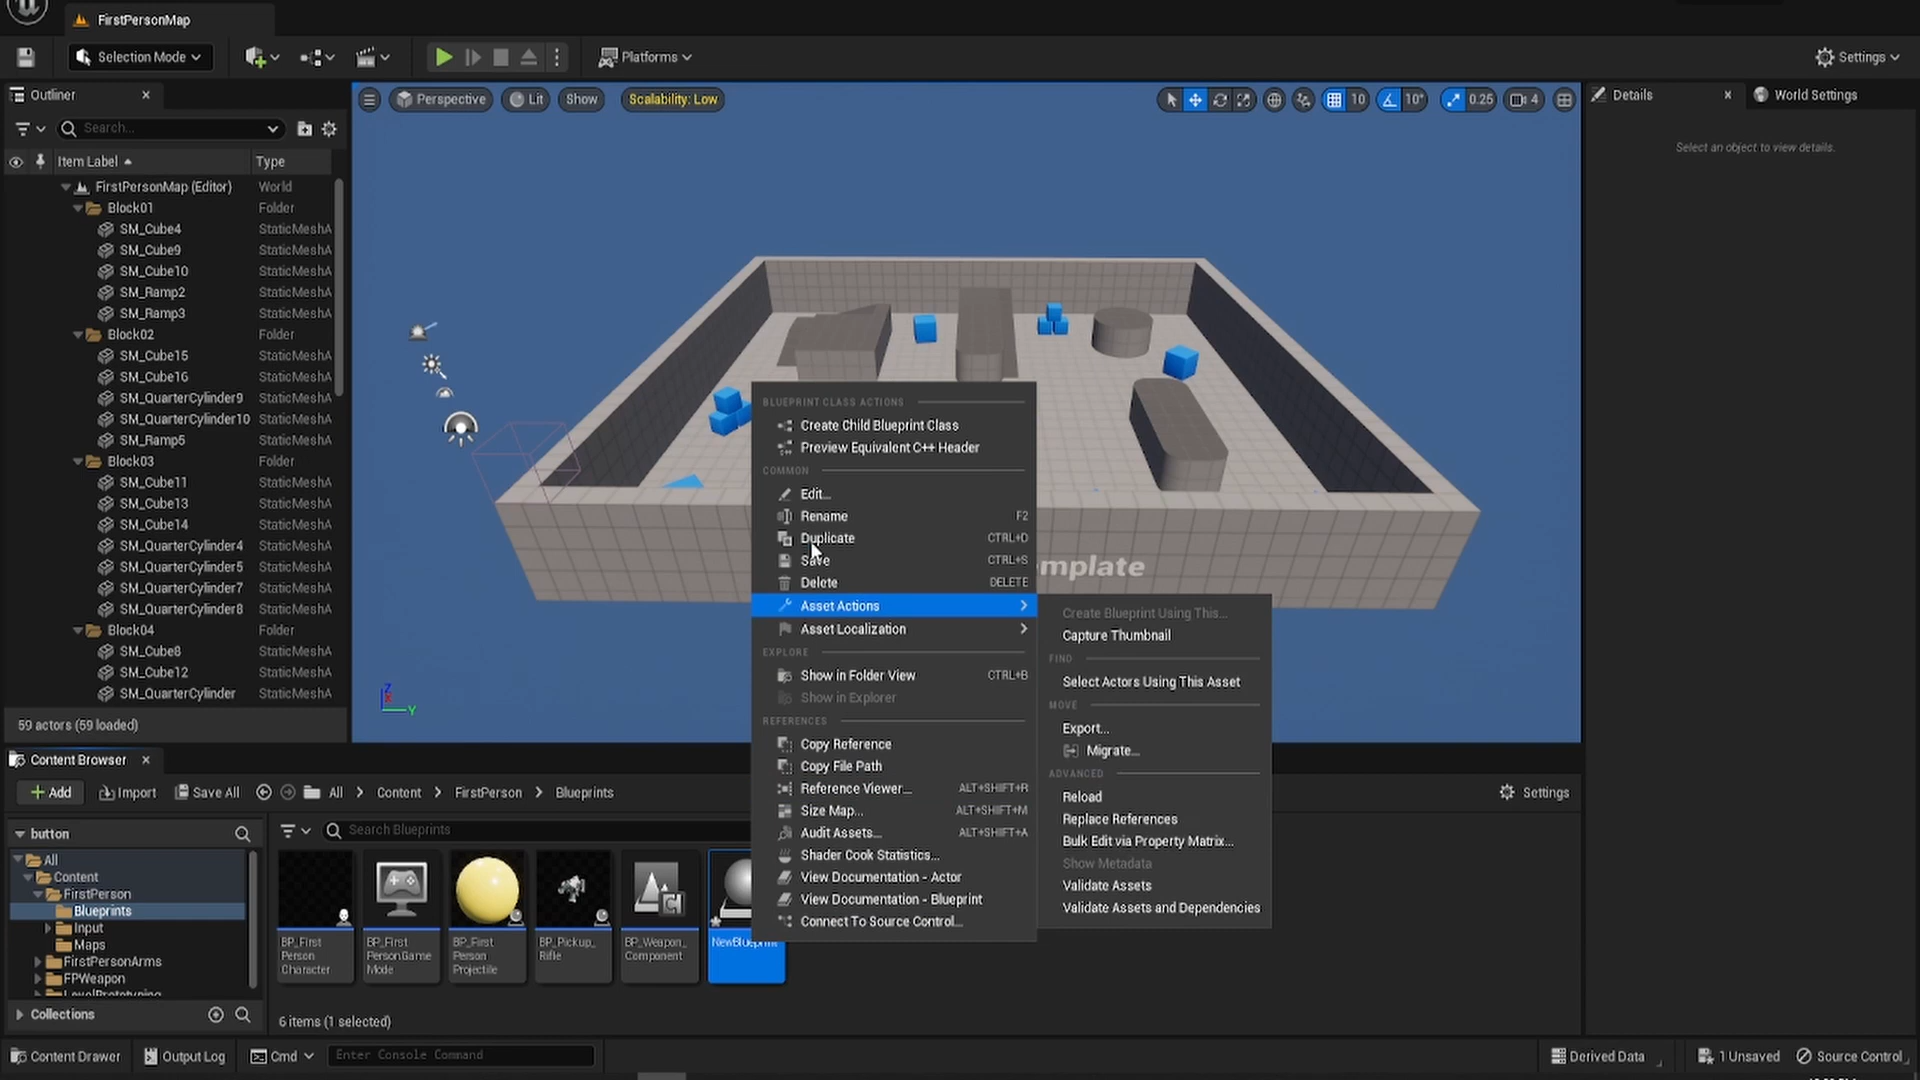 FirstPersonMap
Selection Mode
Platforms
Settings
Outliner
Perspective
Lit
Show
Scalability: Low
10
10°
0.25
4
Details
World Settings
Search...
Select an object to view details.
Item Label
Type
FirstPersonMap (Editor) World
Block01 Folder
SM_Cube4 StaticMeshA
SM_Cube9 StaticMeshA
SM_Cube10 StaticMeshA
SM_Ramp2 StaticMeshA
SM_Ramp3 StaticMeshA
Block02 Folder
SM_Cube15 StaticMeshA
SM_Cube16 StaticMeshA
SM_QuarterCylinder9 StaticMeshA
SM_QuarterCylinder10 StaticMeshA
SM_Ramp5 StaticMeshA
Block03 Folder
SM_Cube11 StaticMeshA
SM_Cube13 StaticMeshA
SM_Cube14 StaticMeshA
SM_QuarterCylinder4 StaticMeshA
SM_QuarterCylinder5 StaticMeshA
SM_QuarterCylinder7 StaticMeshA
SM_QuarterCylinder8 StaticMeshA
Block04 Folder
SM_Cube8 StaticMeshA
SM_Cube12 StaticMeshA
SM_QuarterCylinder StaticMeshA
59 actors (59 loaded)
Z
Y
mplate
BLUEPRINT CLASS ACTIONS
Create Child Blueprint Class
Preview Equivalent C++ Header
COMMON
Edit...
Rename F2
Duplicate CTRL+D
Save CTRL+S
Delete DELETE
Asset Actions
Asset Localization
EXPLORE
Show in Folder View CTRL+B
Show in Explorer
REFERENCES
Copy Reference
Copy File Path
Reference Viewer... ALT+SHIFT+R
Size Map... ALT+SHIFT+M
Audit Assets... ALT+SHIFT+A
Shader Cook Statistics...
View Documentation - Actor
View Documentation - Blueprint
Connect To Source Control...
Create Blueprint Using This...
Capture Thumbnail
FIND
Select Actors Using This Asset
MOVE
Export...
Migrate...
ADVANCED
Reload
Replace References
Bulk Edit via Property Matrix...
Show Metadata
Validate Assets
Validate Assets and Dependencies
Content Browser
Add
Import
Save All
All
Content
FirstPerson
Blueprints
Settings
button
Search Blueprints
All
Content
FirstPerson
Blueprints
Input
Maps
FirstPersonArms
FPWeapon
LevelPrototyping
Collections
BP_First
Person
Character
BP_First
PersonGame
Mode
BP_First
Person
Projectile
BP_Pickup_
Rifle
BP_Weapon_
Component
NewBlueprint
6 items (1 selected)
Content Drawer
Output Log
Cmd
Enter Console Command
Derived Data
1 Unsaved
Source Control